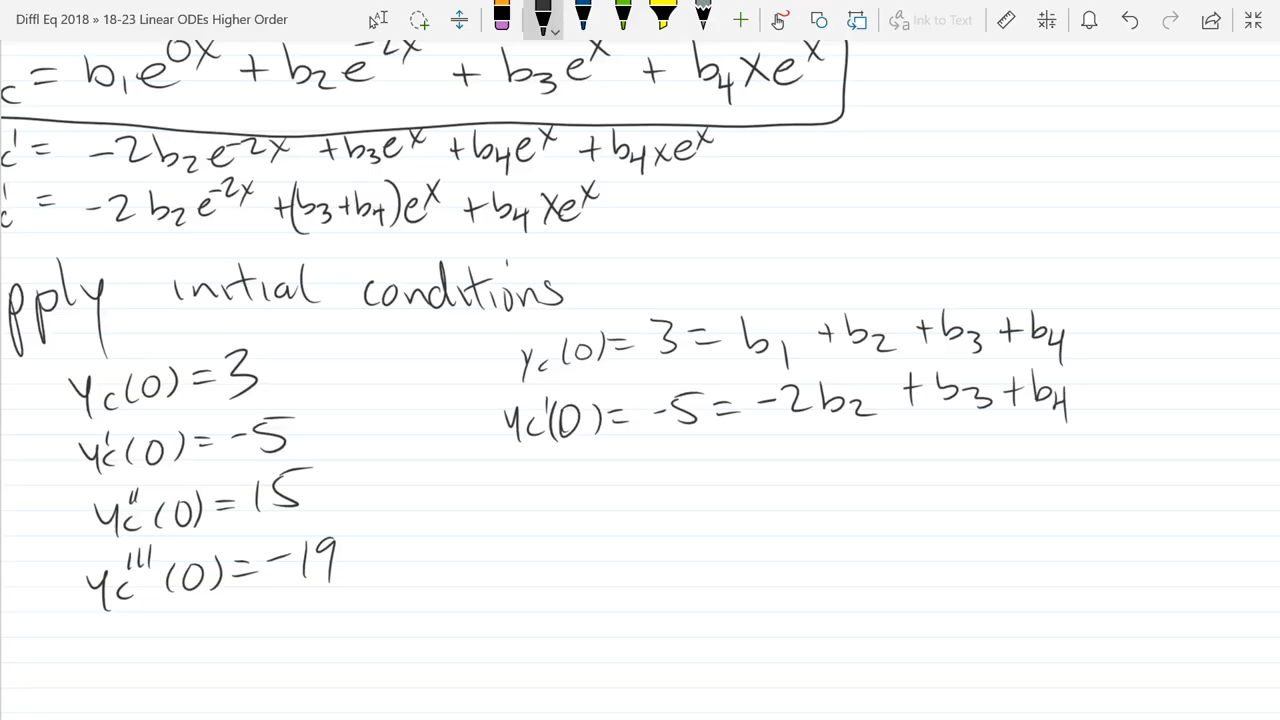 Diffl Eq 2018 » 18-23 Linear ODEs Higher Order
Ink to Text
c = b₁e^{0x} + b₂e^{-2x} + b₃e^x + b₄xe^x
c' = -2b₂e^{-2x} + b₃e^x + b₄e^x + b₄xe^x
c' = -2b₂e^{-2x} + (b₃+b₄)e^x + b₄xe^x
pply initial conditions
y_c(0) = 3
y_c'(0) = -5
y_c''(0) = 15
y_c'''(0) = -19
y_c(0) = 3 = b₁ + b₂ + b₃ + b₄
y_c'(0) = -5 = -2b₂ + b₃ + b₄